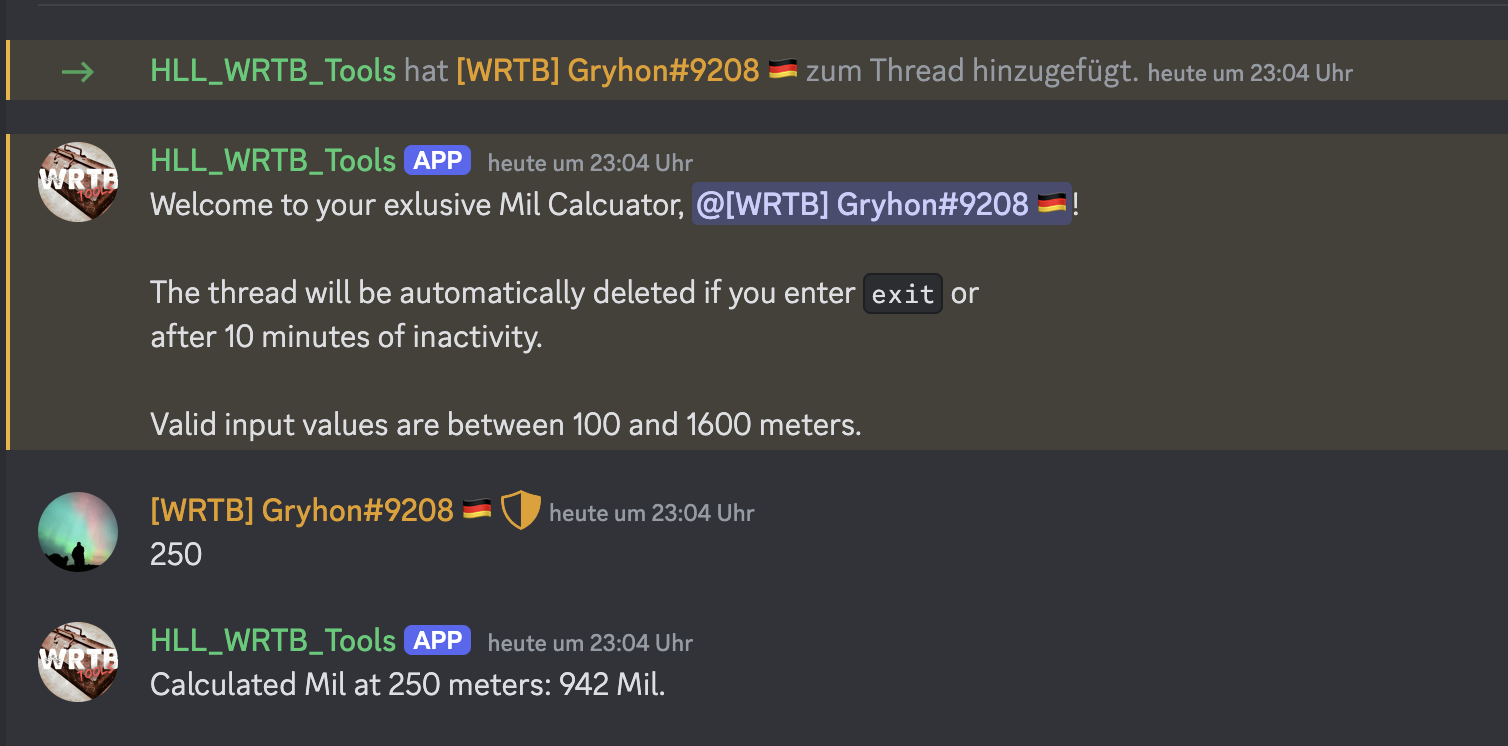 HLL_WRTB_Tools hat [WRTB] Gryhon#9208 🇩🇪 zum Thread hinzugefügt. heute um 23:04 Uhr
HLL_WRTB_Tools APP heute um 23:04 Uhr
WRTB
TOOLS
Welcome to your exlusive Mil Calcuator, @[WRTB] Gryhon#9208 🇩🇪!
The thread will be automatically deleted if you enter exit or
after 10 minutes of inactivity.
Valid input values are between 100 and 1600 meters.
[WRTB] Gryhon#9208 🇩🇪 heute um 23:04 Uhr
250
HLL_WRTB_Tools APP heute um 23:04 Uhr
WRTB
TOOLS
Calculated Mil at 250 meters: 942 Mil.